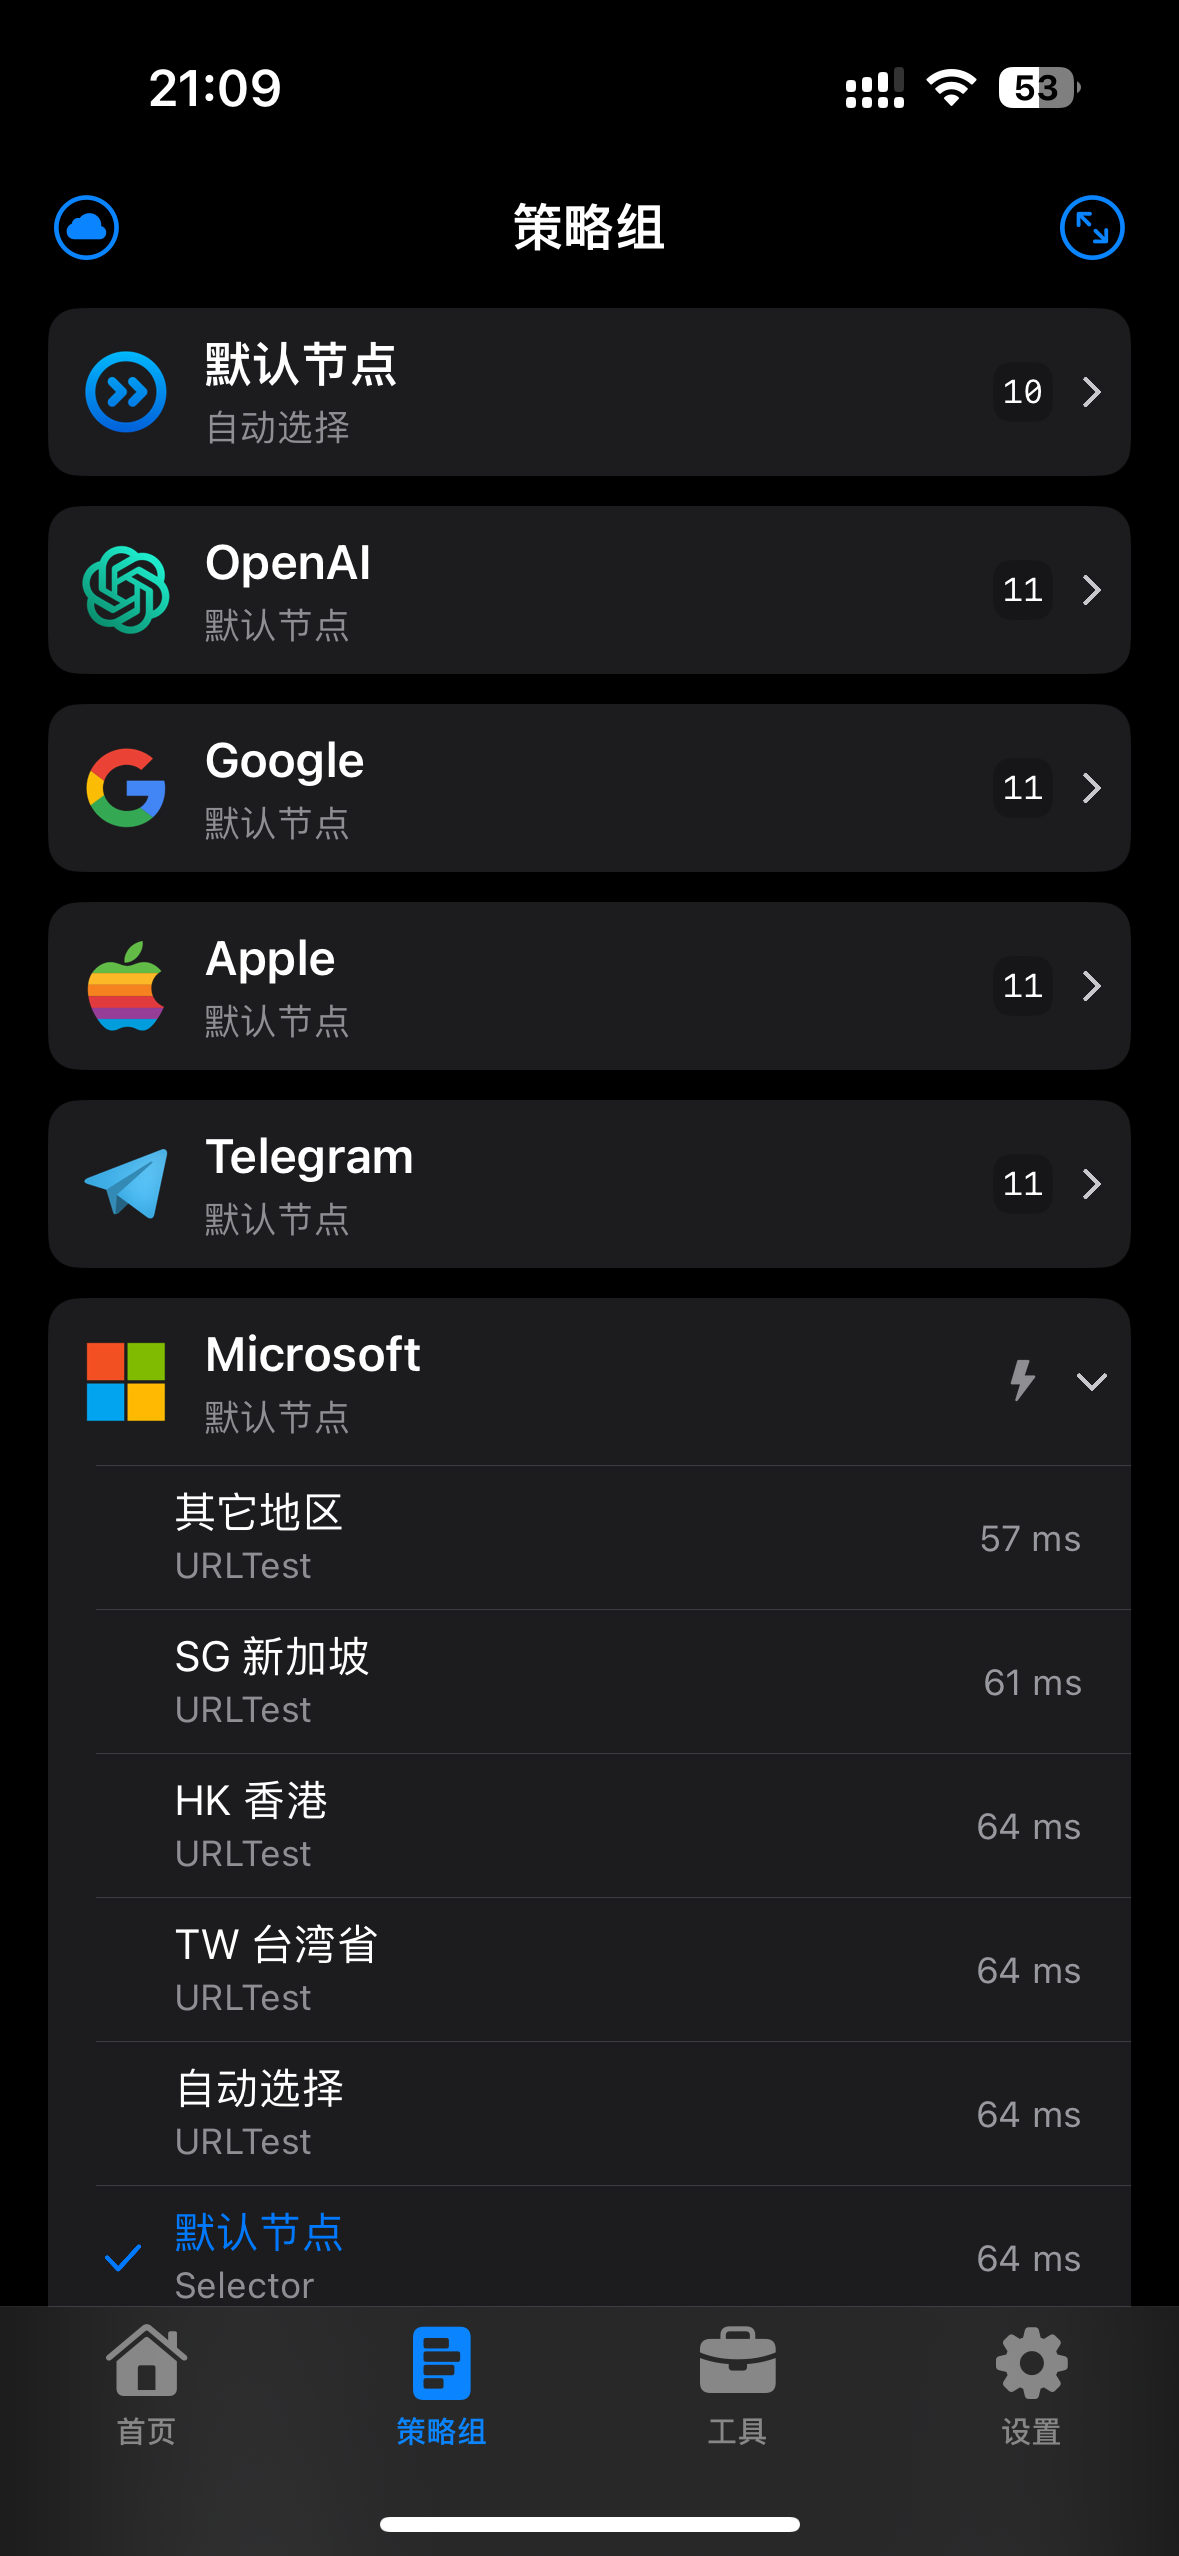 21:09
53
策略组
默认节点
自动选择
10
OpenAI
默认节点
11
Google
默认节点
11
Apple
默认节点
11
Telegram
默认节点
11
Microsoft
默认节点
其它地区
URLTest
57 ms
SG 新加坡
URLTest
61 ms
HK 香港
URLTest
64 ms
TW 台湾省
URLTest
64 ms
自动选择
URLTest
64 ms
默认节点
Selector
64 ms
首页
策略组
工具
设置